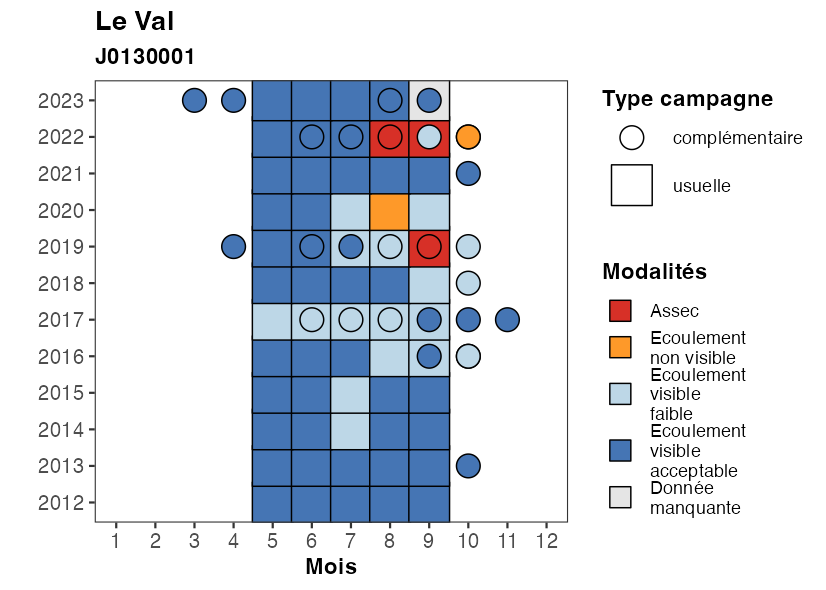 Le Val
J0130001
2023
2022
2021
2020
2019
2018
2017
2016
2015
2014
2013
2012
1 2 3 4 5 6 7 8 9 10 11 12
Mois
Type campagne
complémentaire
usuelle
Modalités
Assec
Ecoulement
non visible
Ecoulement
visible
faible
Ecoulement
visible
acceptable
Donnée
manquante